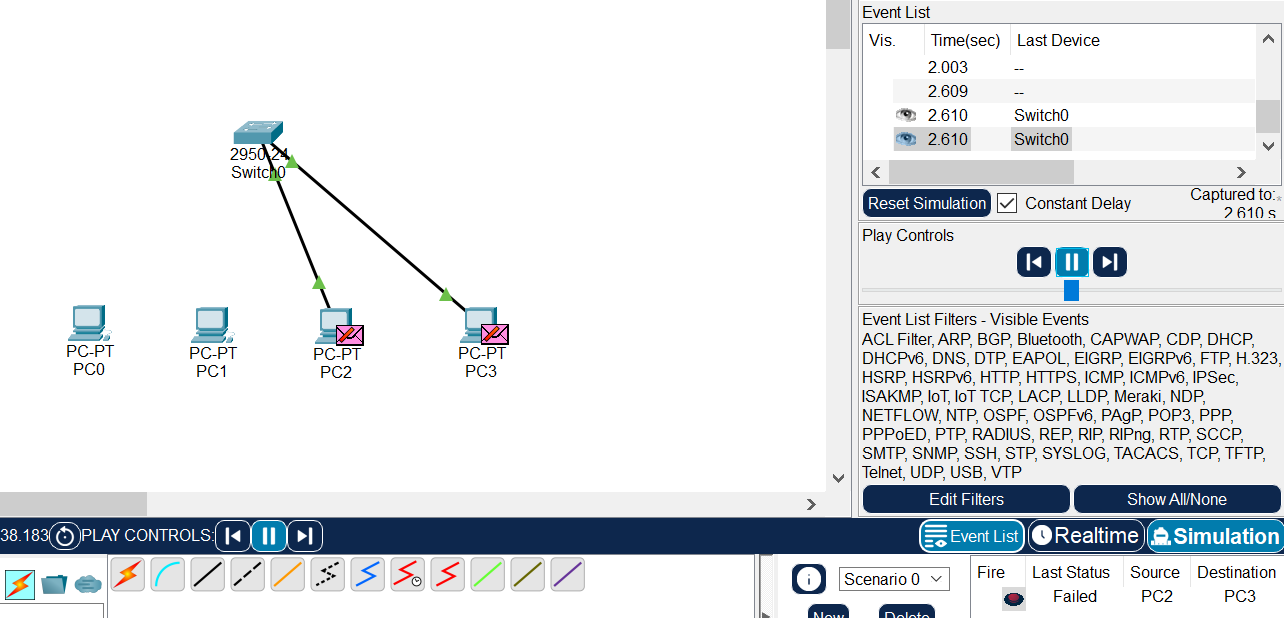 Event List
Vis. Time(sec) Last Device
2.003 --
2.609 --
2.610 Switch0
2.610 Switch0
2950-24
Switch0
Reset Simulation Constant Delay
Captured to:
2.610 s
Play Controls
PC-PT
PC0
PC-PT
PC1
PC-PT
PC2
PC-PT
PC3
Event List Filters - Visible Events
ACL Filter, ARP, BGP, Bluetooth, CAPWAP, CDP, DHCP,
DHCPv6, DNS, DTP, EAPOL, EIGRP, EIGRPv6, FTP, H.323,
HSRP, HSRPv6, HTTP, HTTPS, ICMP, ICMPv6, IPSec,
ISAKMP, IoT, IoT TCP, LACP, LLDP, Meraki, NDP,
NETFLOW, NTP, OSPF, OSPFv6, PAgP, POP3, PPP,
PPPoED, PTP, RADIUS, REP, RIP, RIPng, RTP, SCCP,
SMTP, SNMP, SSH, STP, SYSLOG, TACACS, TCP, TFTP,
Telnet, UDP, USB, VTP
Edit Filters Show All/None
38.183 PLAY CONTROLS: Event List Realtime Simulation
Scenario 0
New Delete
Fire Last Status Source Destination
Failed PC2 PC3